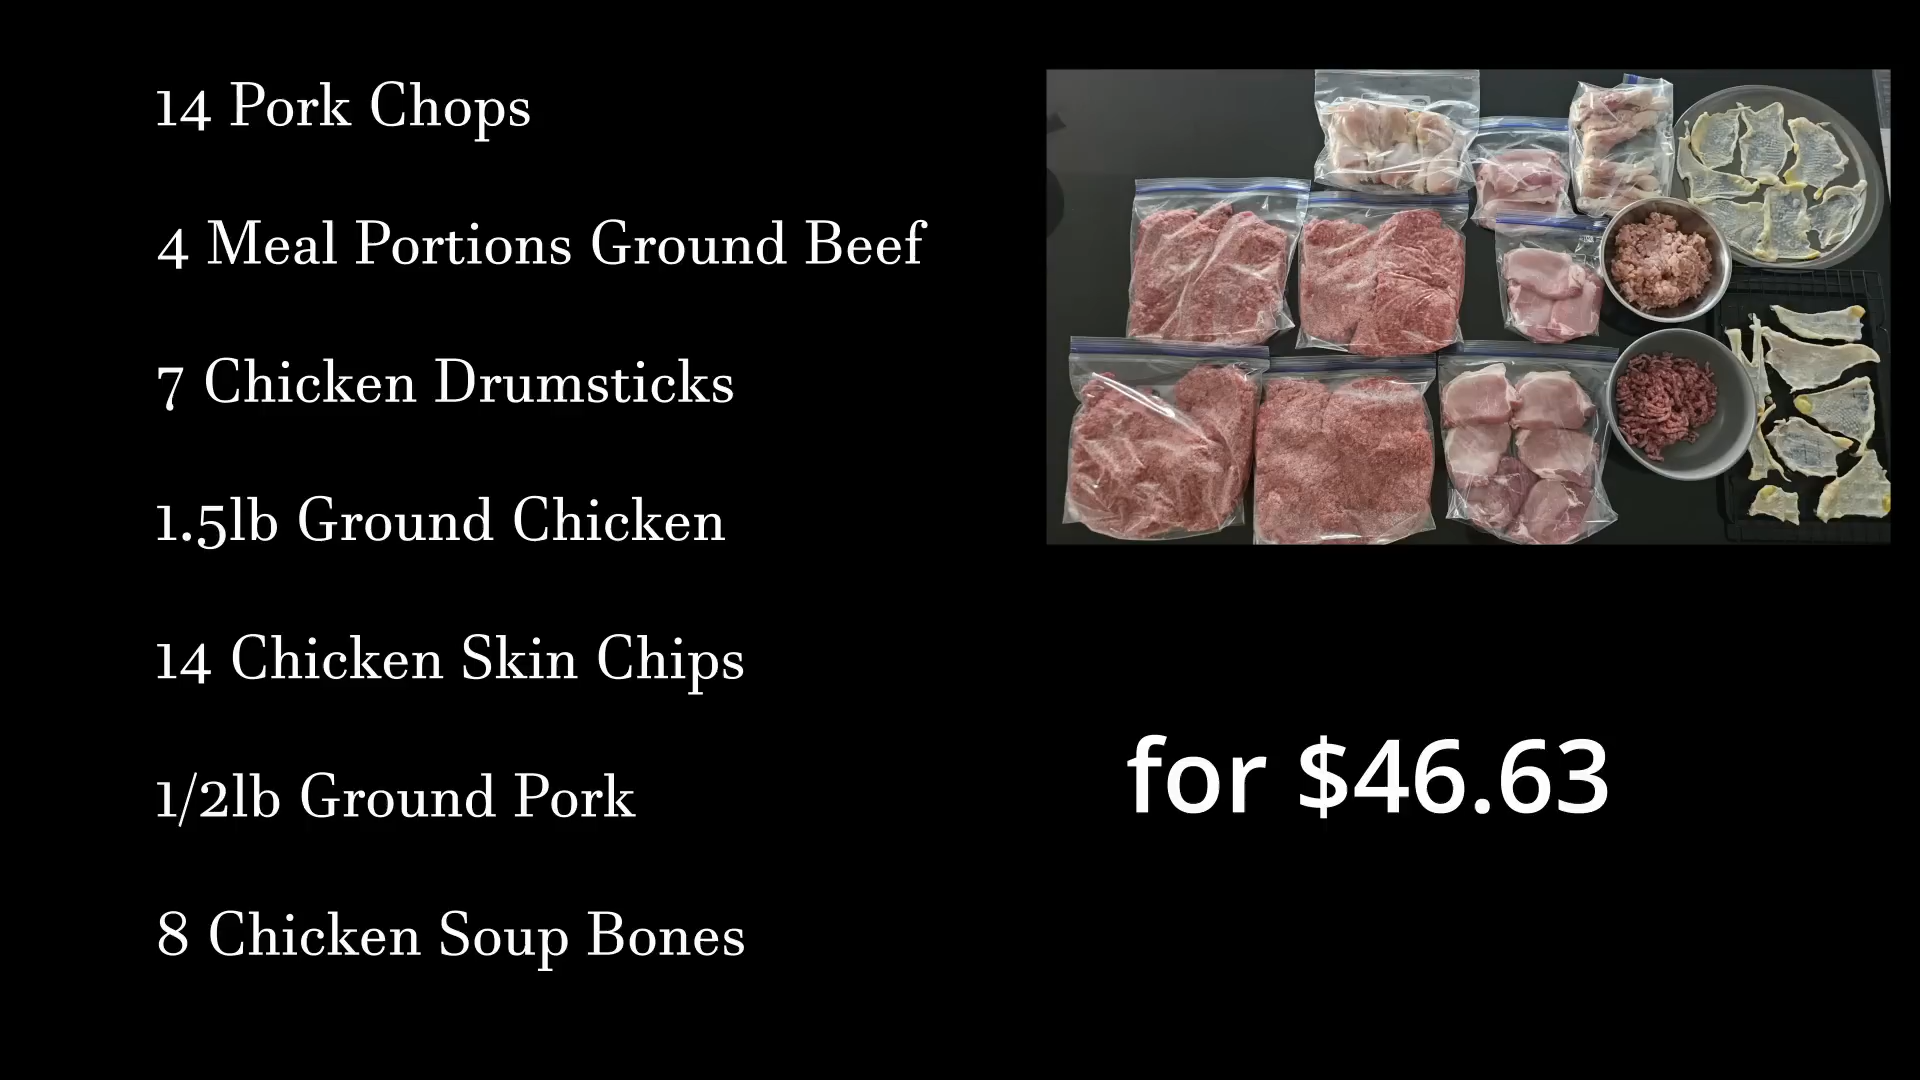 14 Pork Chops
4 Meal Portions Ground Beef
7 Chicken Drumsticks
1.5lb Ground Chicken
14 Chicken Skin Chips
1/2lb Ground Pork
8 Chicken Soup Bones
for $46.63